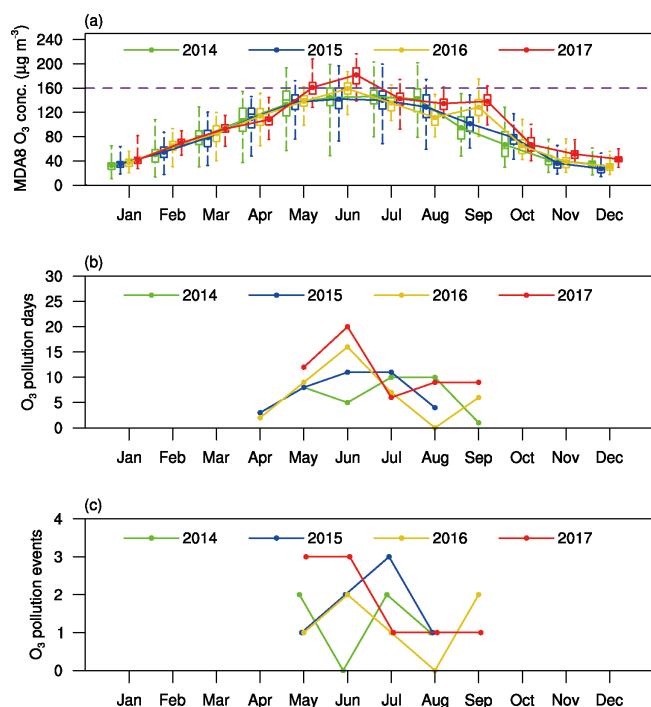 (a)
MDA8 O₃ conc. (µg m⁻³)
240
200
160
120
80
40
0
2014 2015 2016 2017
Jan Feb Mar Apr May Jun Jul Aug Sep Oct Nov Dec
(b)
O₃ pollution days
30
25
20
15
10
5
0
2014 2015 2016 2017
Jan Feb Mar Apr May Jun Jul Aug Sep Oct Nov Dec
(c)
O₃ pollution events
4
3
2
1
0
2014 2015 2016 2017
Jan Feb Mar Apr May Jun Jul Aug Sep Oct Nov Dec